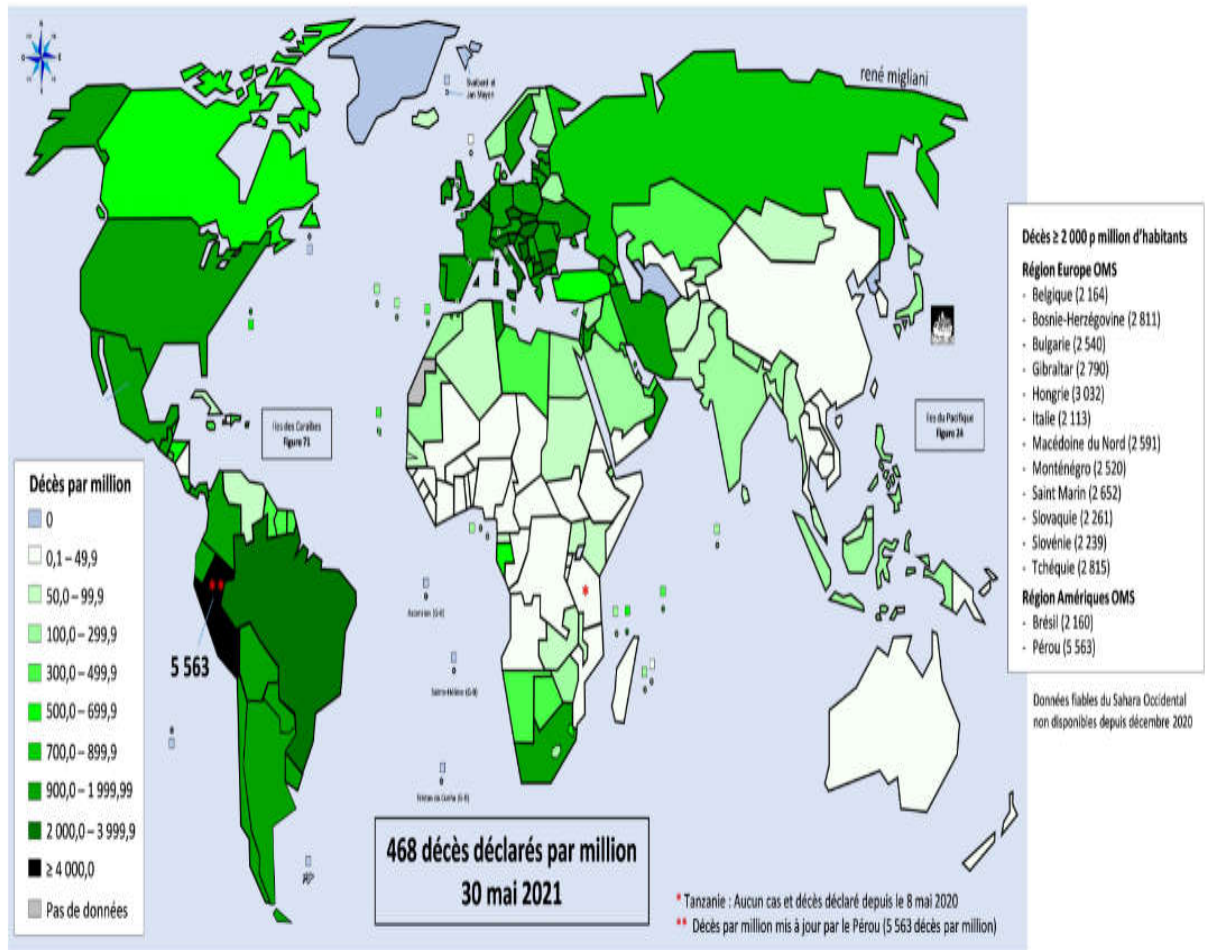 rené migliani
Svalbard et
Jan Mayen
Iles des Caraïbes
Figure 71
Iles du Pacifique
Figure 24
Ascension (G-B)
Sainte-Hélène (G-B)
Tristan da Cunha (G-B)
5 563
Décès par million
0
0,1 – 49,9
50,0 – 99,9
100,0 – 299,9
300,0 – 499,9
500,0 – 699,9
700,0 – 899,9
900,0 – 1 999,99
2 000,0 – 3 999,9
≥ 4 000,0
Pas de données
468 décès déclarés par million
30 mai 2021
* Tanzanie : Aucun cas et décès déclaré depuis le 8 mai 2020
** Décès par million mis à jour par le Pérou (5 563 décès par million)
Décès ≥ 2 000 p million d'habitants
Région Europe OMS
- Belgique (2 164)
- Bosnie-Herzégovine (2 811)
- Bulgarie (2 540)
- Gibraltar (2 790)
- Hongrie (3 032)
- Italie (2 113)
- Macédoine du Nord (2 591)
- Monténégro (2 520)
- Saint Marin (2 652)
- Slovaquie (2 261)
- Slovénie (2 239)
- Tchéquie (2 815)
Région Amériques OMS
- Brésil (2 160)
- Pérou (5 563)
Données fiables du Sahara Occidental
non disponibles depuis décembre 2020